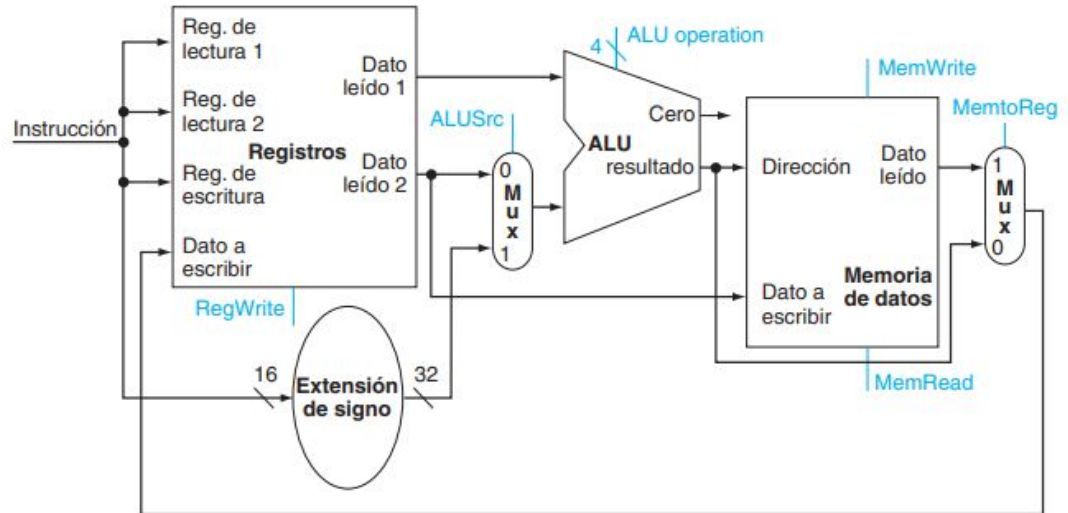 Instrucción
Reg. de
lectura 1
Reg. de
lectura 2
Registros
Reg. de
escritura
Dato a
escribir
Dato
leído 1
Dato
leído 2
RegWrite
16
Extensión
de signo
32
ALUSrc
0
M
u
x
1
4
ALU operation
Cero
ALU
resultado
MemWrite
Dirección
Dato
leído
Memoria
de datos
Dato a
escribir
MemRead
MemtoReg
1
M
u
x
0